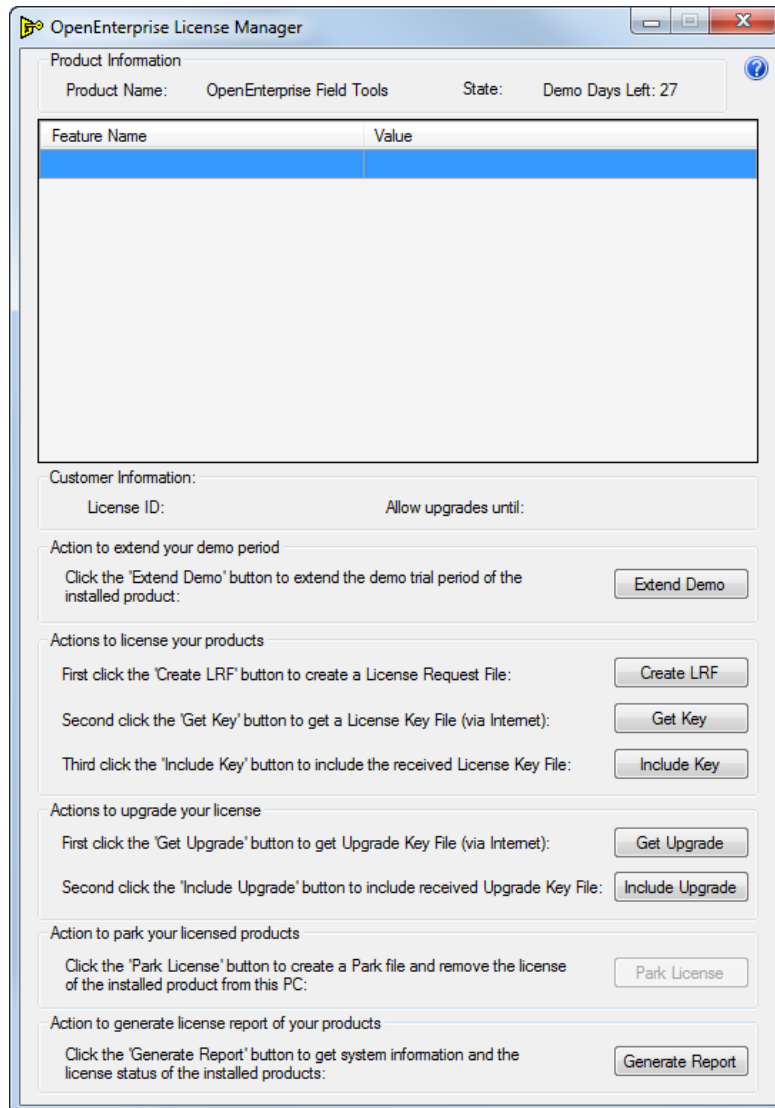 OpenEnterprise License Manager
Product Information
Product Name: OpenEnterprise Field Tools State: Demo Days Left: 27
Feature Name Value
Customer Information:
License ID: Allow upgrades until:
Action to extend your demo period
Click the 'Extend Demo' button to extend the demo trial period of the
installed product:
Extend Demo
Actions to license your products
First click the 'Create LRF' button to create a License Request File:
Create LRF
Second click the 'Get Key' button to get a License Key File (via Internet):
Get Key
Third click the 'Include Key' button to include the received License Key File:
Include Key
Actions to upgrade your license
First click the 'Get Upgrade' button to get Upgrade Key File (via Internet):
Get Upgrade
Second click the 'Include Upgrade' button to include received Upgrade Key File:
Include Upgrade
Action to park your licensed products
Click the 'Park License' button to create a Park file and remove the license
of the installed product from this PC:
Park License
Action to generate license report of your products
Click the 'Generate Report' button to get system information and the
license status of the installed products:
Generate Report